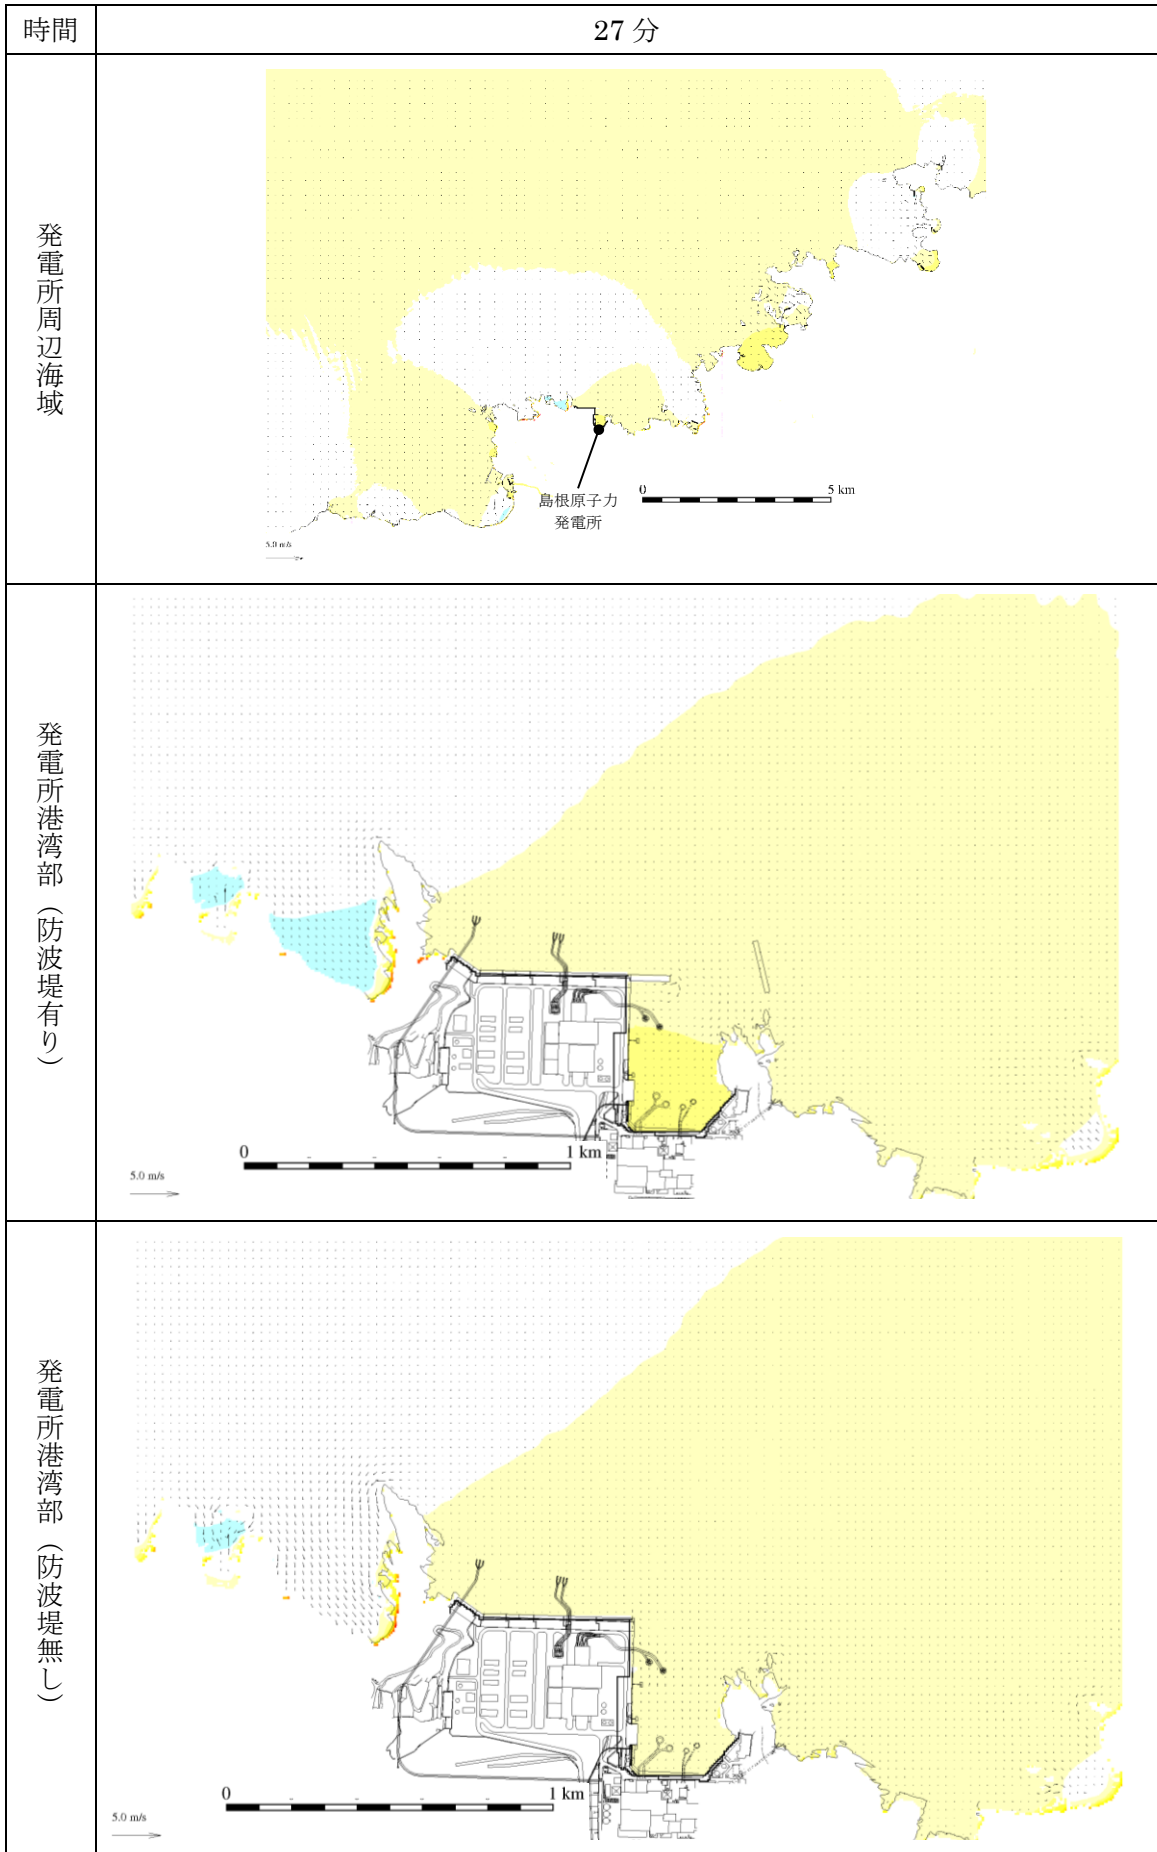 時間
27 分
発電所周辺海域
島根原子力
発電所
0
5 km
5.0 m/s
発電所港湾部（防波堤有り）
0
1 km
5.0 m/s
発電所港湾部（防波堤無し）
0
1 km
5.0 m/s